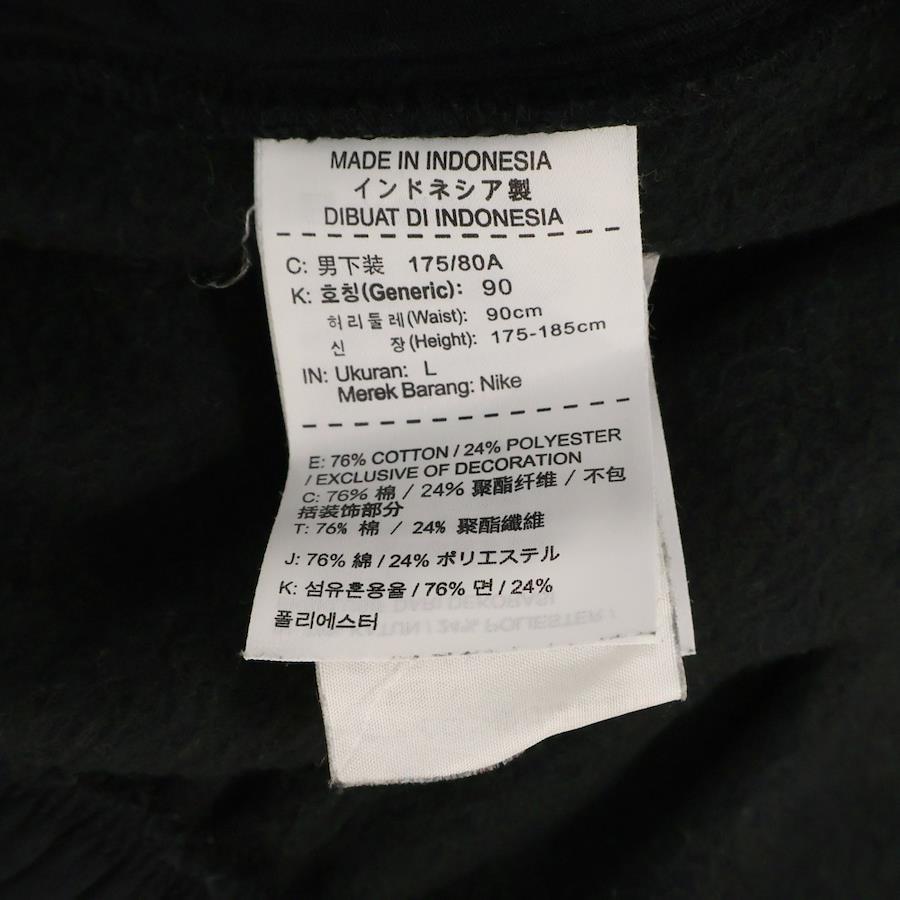 MADE IN INDONESIA
インドネシア製
DIBUAT DI INDONESIA
C: 男下装 175/80A
K: 호칭(Generic): 90
허리둘레(Waist): 90cm
신 장(Height): 175-185cm
IN: Ukuran: L
Merek Barang: Nike
E: 76% COTTON / 24% POLYESTER
/ EXCLUSIVE OF DECORATION
C: 76% 棉 / 24% 聚酯纤维 / 不包
括装饰部分
T: 76% 棉 / 24% 聚酯纖維
J: 76% 綿 / 24% ポリエステル
K: 섬유혼용율 / 76% 면 / 24%
폴리에스터